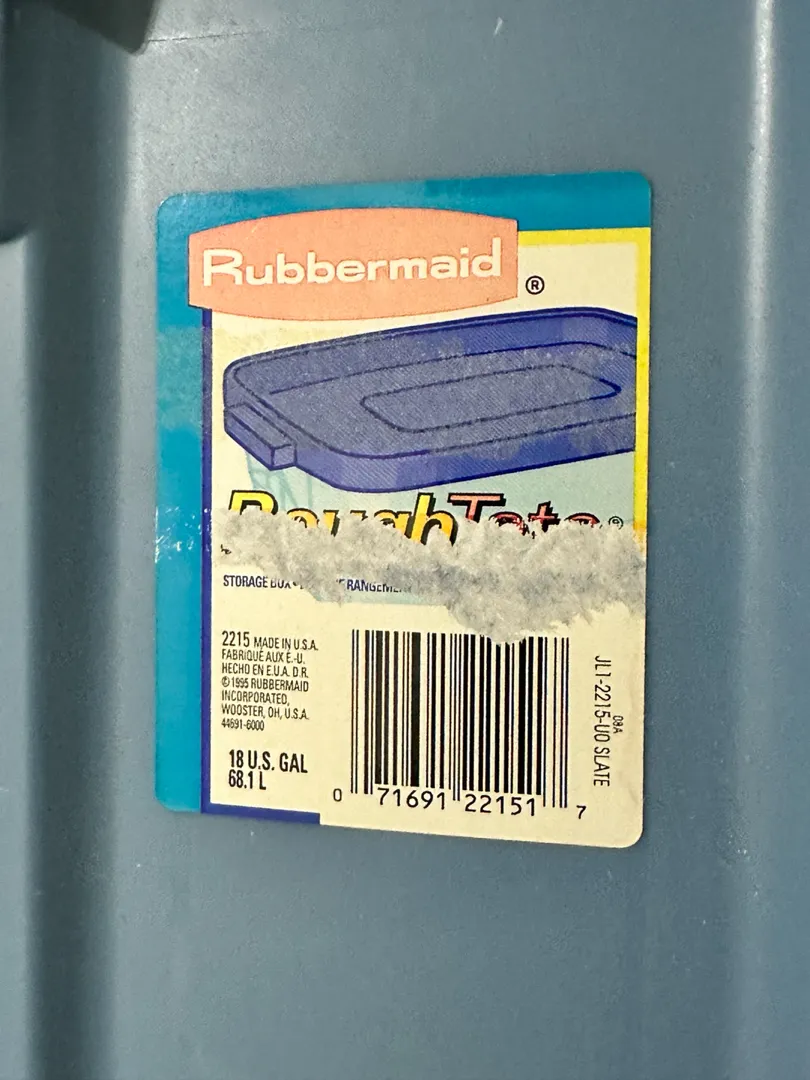 Rubbermaid ®
RoughTote®
STORAGE BOX •
2215 MADE IN U.S.A.
FABRIQUÉ AUX É.-U.
HECHO EN E.U.A. D.R.
©1995 RUBBERMAID
INCORPORATED,
WOOSTER, OH, U.S.A.
44691-6000
18 U.S. GAL
68.1 L
0 71691 22151 7
08A
JL1-2215-U0 SLATE